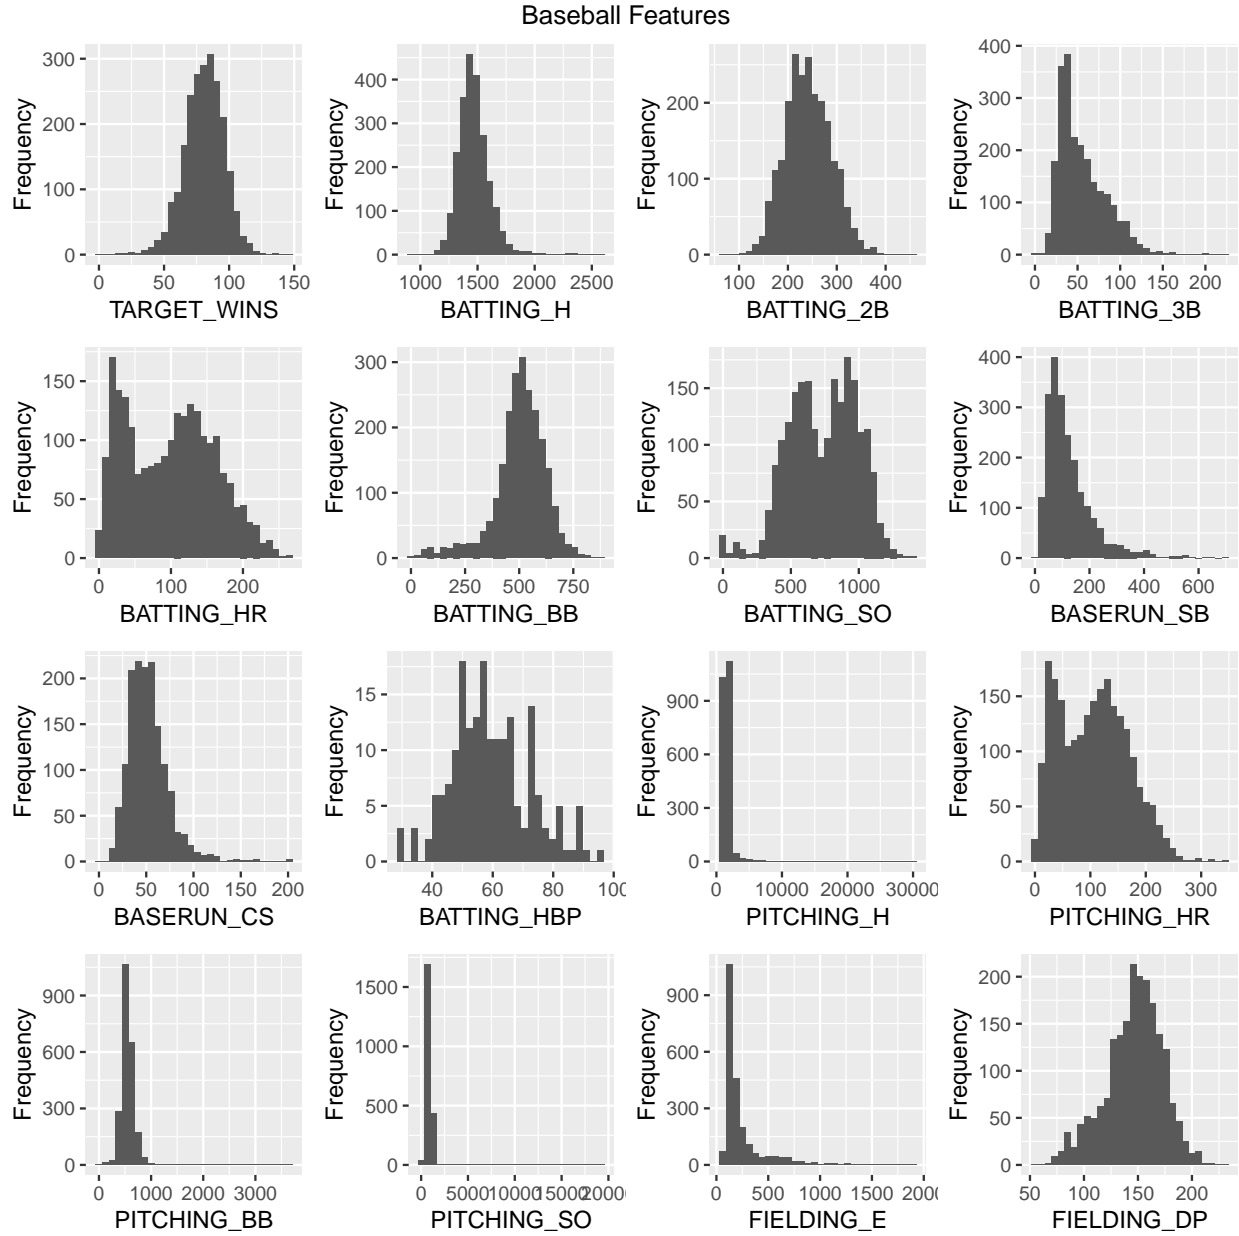 Baseball Features
Frequency
300
200
100
0
0 50 100 150
TARGET_WINS
Frequency
400
300
200
100
0
1000 1500 2000 2500
BATTING_H
Frequency
200
100
0
100 200 300 400
BATTING_2B
Frequency
400
300
200
100
0
0 50 100 150 200
BATTING_3B
Frequency
150
100
50
0
0 100 200
BATTING_HR
Frequency
300
200
100
0
0 250 500 750
BATTING_BB
Frequency
150
100
50
0
0 500 1000
BATTING_SO
Frequency
400
300
200
100
0
0 200 400 600
BASERUN_SB
Frequency
200
150
100
50
0
0 50 100 150 200
BASERUN_CS
Frequency
15
10
5
0
40 60 80 100
BATTING_HBP
Frequency
900
600
300
0
0 10000 20000 30000
PITCHING_H
Frequency
150
100
50
0
0 100 200 300
PITCHING_HR
Frequency
900
600
300
0
0 1000 2000 3000
PITCHING_BB
Frequency
1500
1000
500
0
0 5000 10000 15000 20000
PITCHING_SO
Frequency
900
600
300
0
0 500 1000 1500 2000
FIELDING_E
Frequency
200
150
100
50
0
50 100 150 200
FIELDING_DP